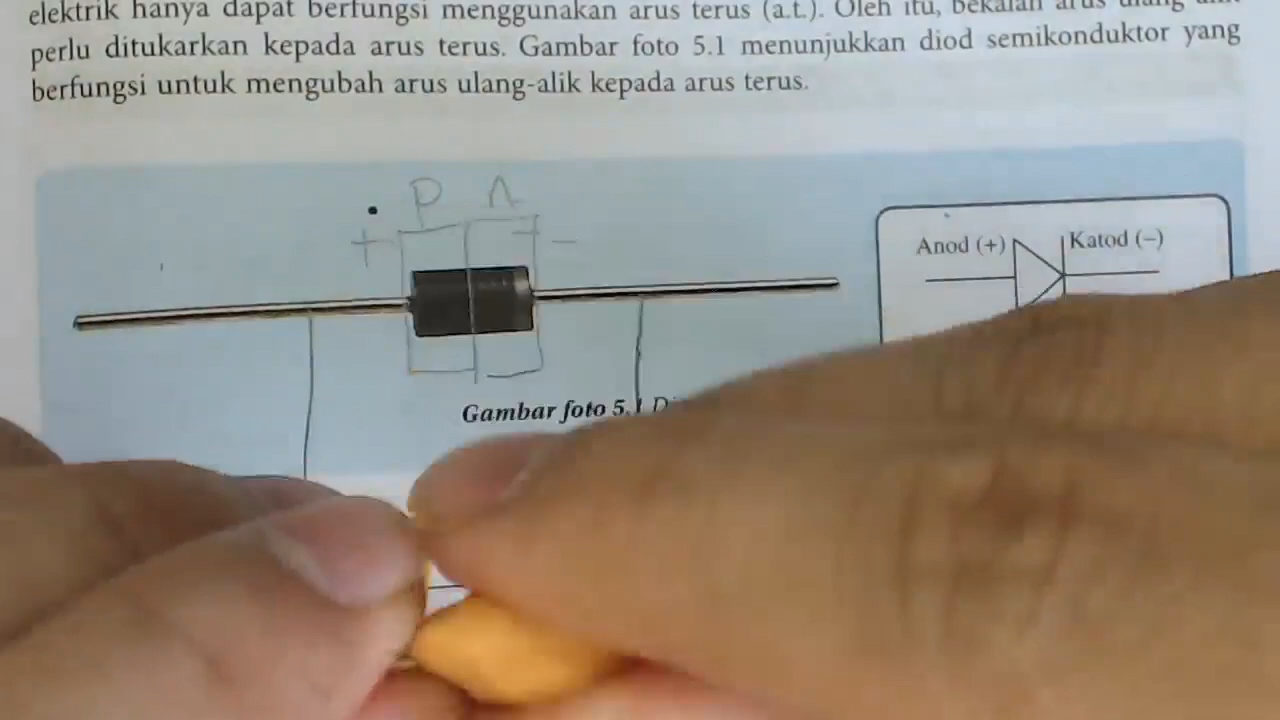 elektrik hanya dapat berfungsi menggunakan arus terus (a.t.). Oleh itu, bekalan arus ulang
perlu ditukarkan kepada arus terus. Gambar foto 5.1 menunjukkan diod semikonduktor yang
berfungsi untuk mengubah arus ulang-alik kepada arus terus.
P n
+ −
Anod (+) Katod (−)
Gambar foto 5.1